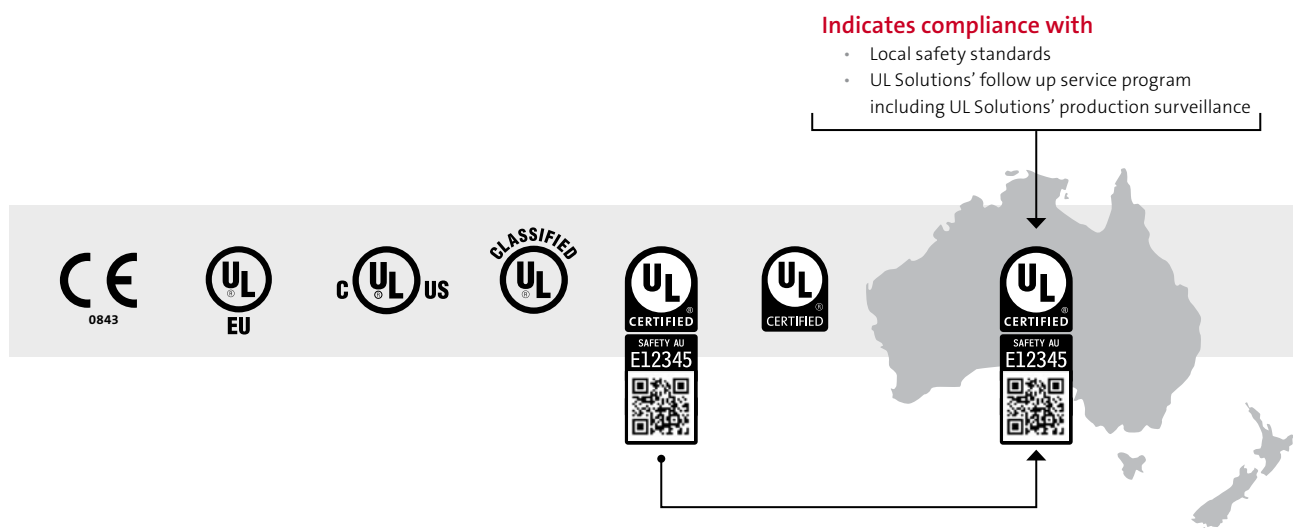 Indicates compliance with
• Local safety standards
• UL Solutions’ follow up service program
including UL Solutions’ production surveillance
CE
0843
UL
®
EU
C UL US
®
CLASSIFIED
UL
®
UL
®
CERTIFIED
SAFETY AU
E12345
UL
®
CERTIFIED
UL
®
CERTIFIED
SAFETY AU
E12345